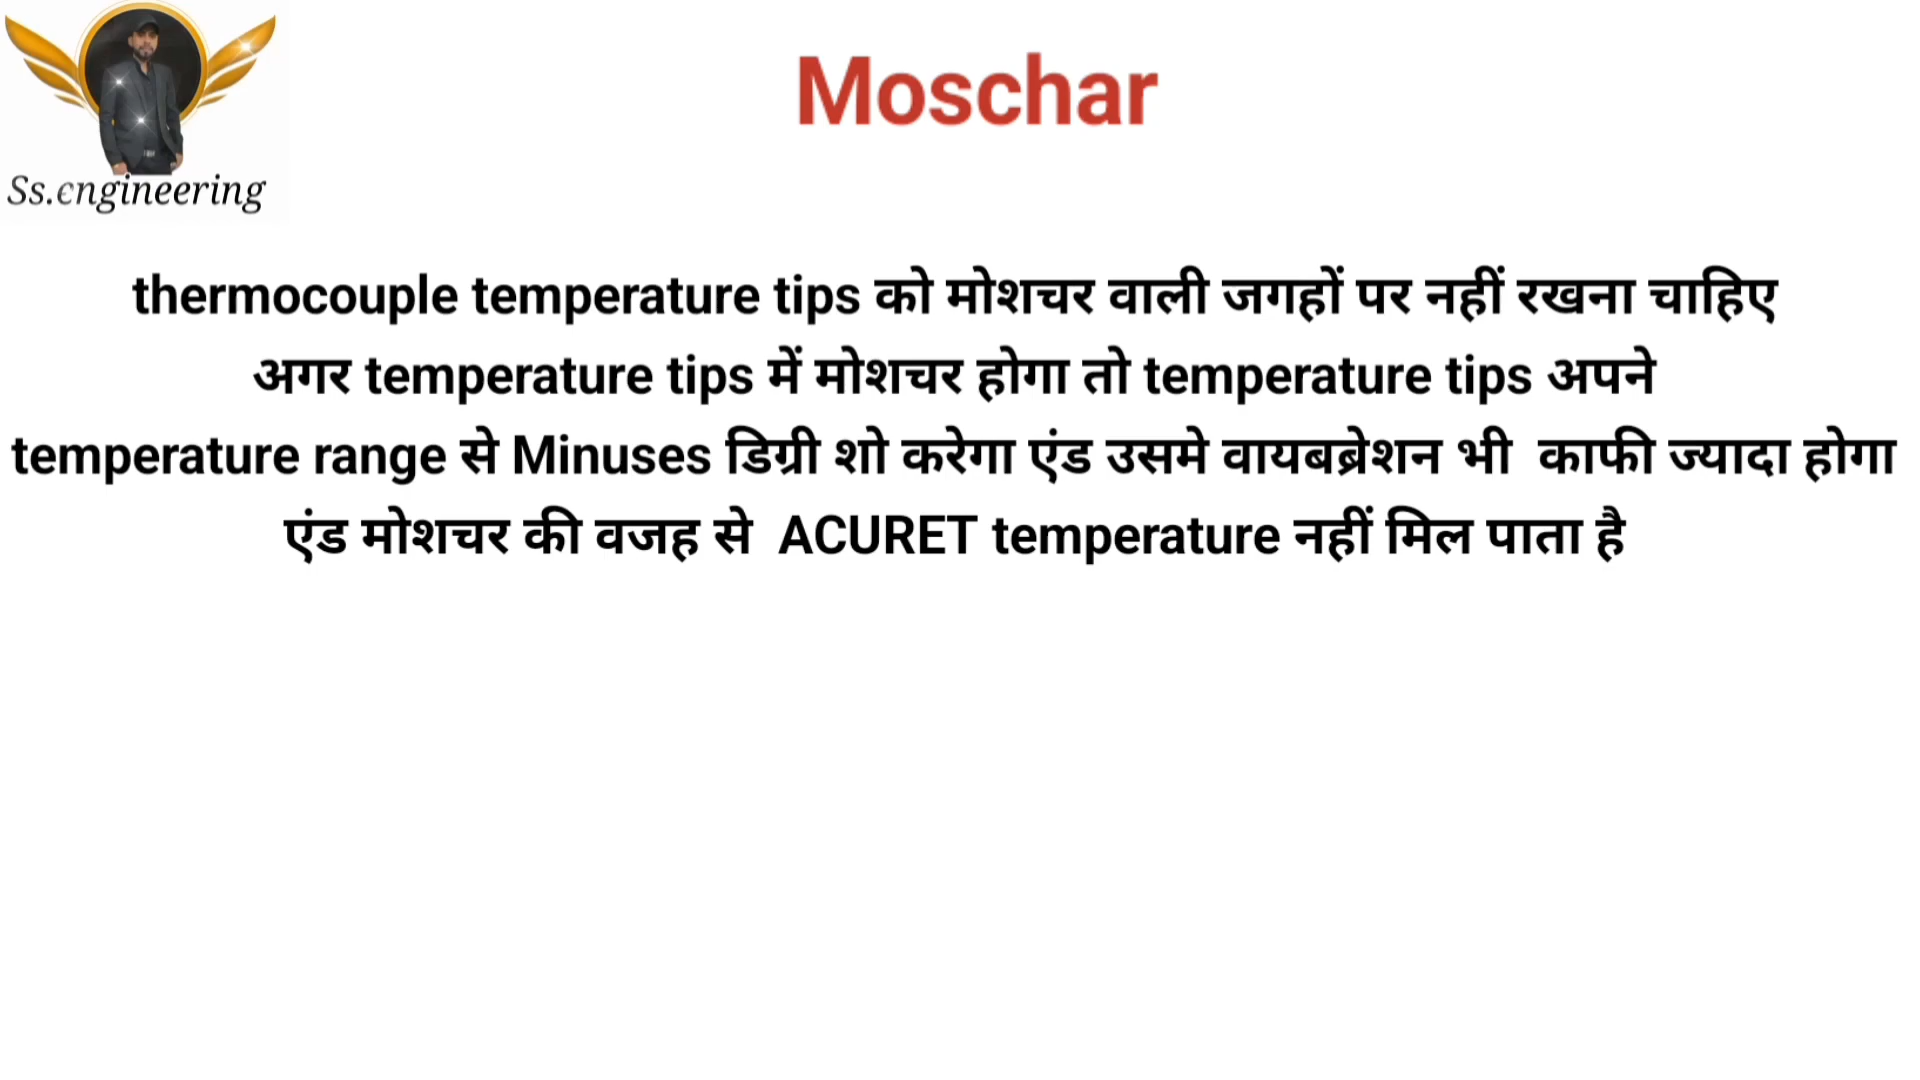 Moschar
Ss.engineering
thermocouple temperature tips को मोशचर वाली जगहों पर नहीं रखना चाहिए
अगर temperature tips में मोशचर होगा तो temperature tips अपने
temperature range से Minuses डिग्री शो करेगा एंड उसमे वायबब्रेशन भी काफी ज्यादा होगा
एंड मोशचर की वजह से ACURET temperature नहीं मिल पाता है